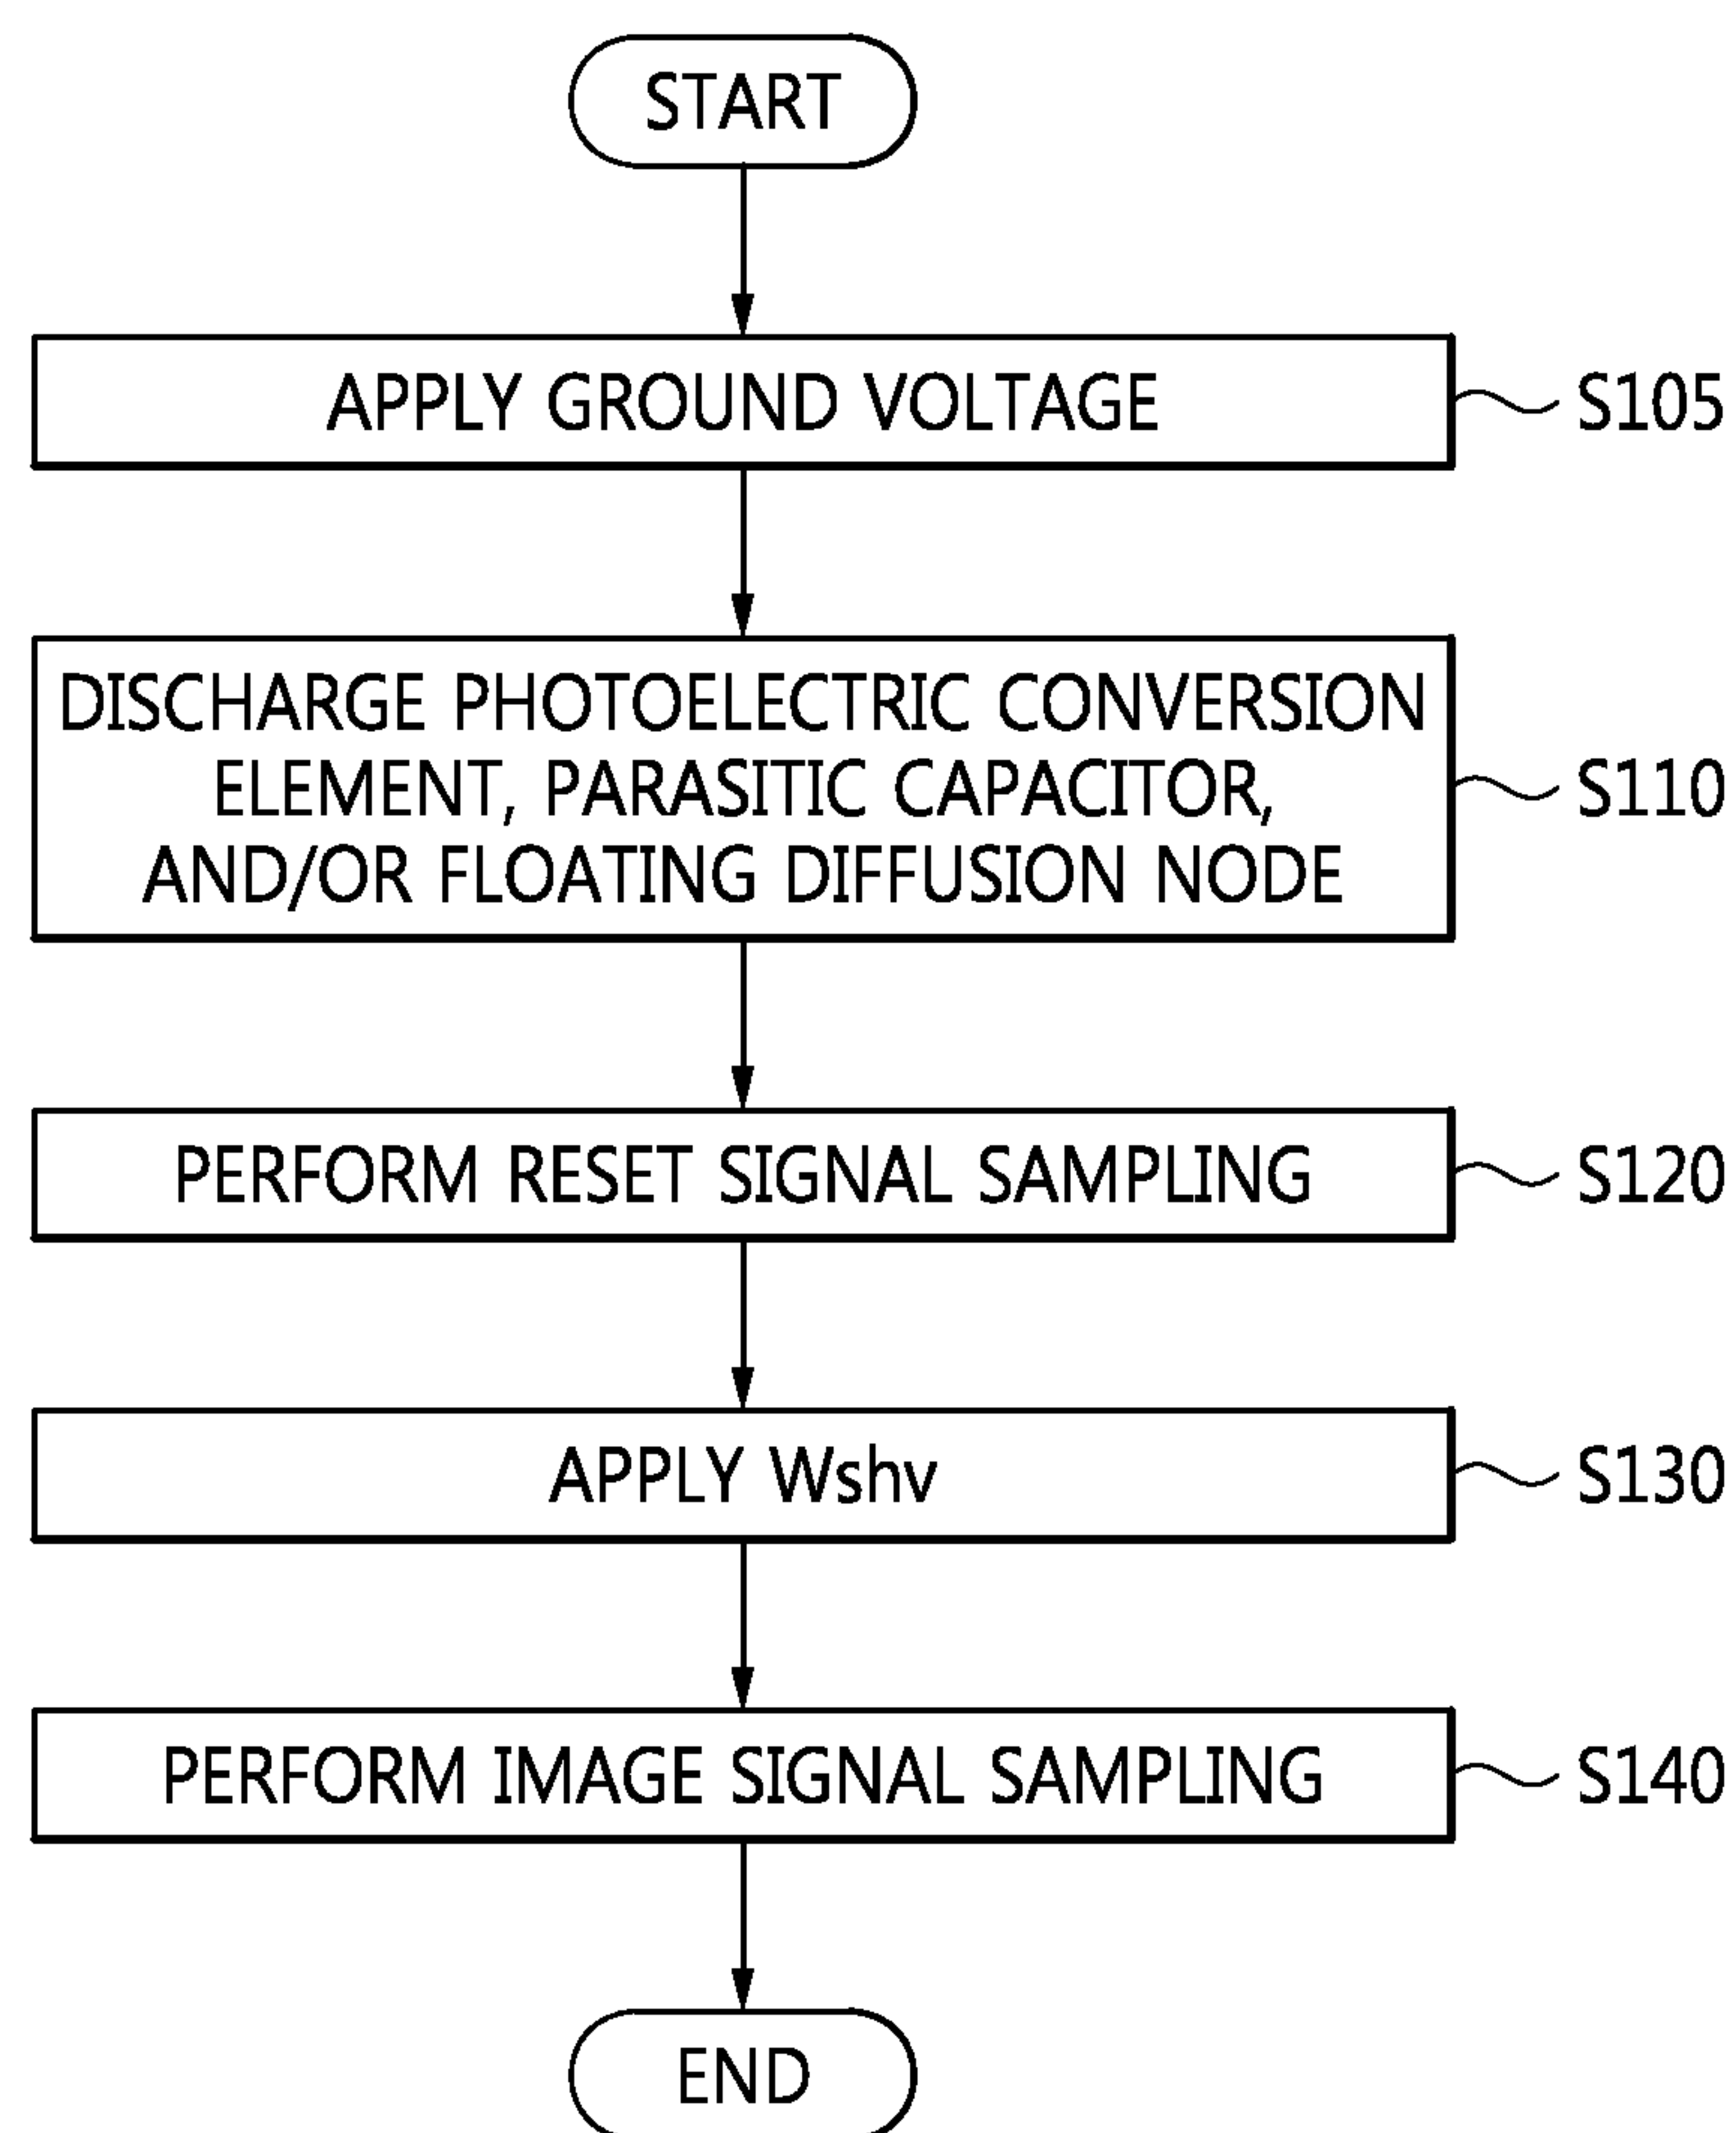 START
APPLY GROUND VOLTAGE
S105
DISCHARGE PHOTOELECTRIC CONVERSION
ELEMENT, PARASITIC CAPACITOR,
AND/OR FLOATING DIFFUSION NODE
S110
PERFORM RESET SIGNAL SAMPLING
S120
APPLY Wshv
S130
PERFORM IMAGE SIGNAL SAMPLING
S140
END